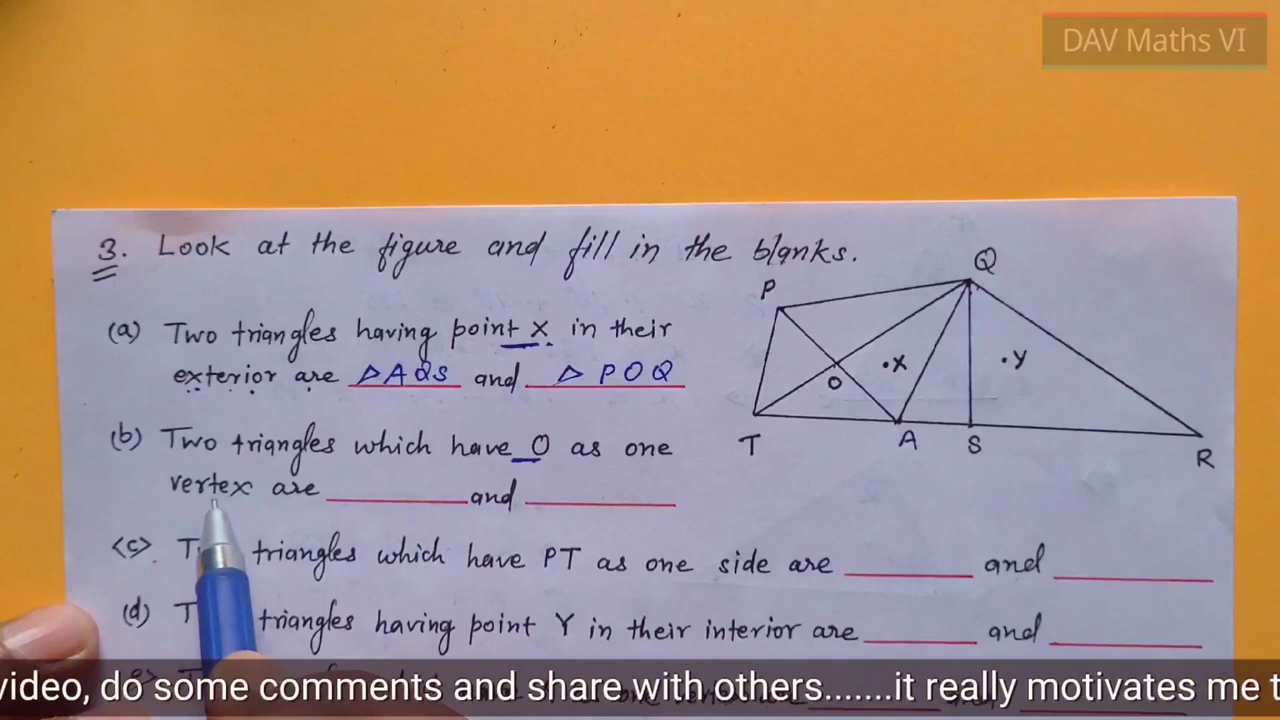 DAV Maths VI
3. Look at the figure and fill in the blanks.
(a) Two triangles having point X in their
exterior are △AQS and △POQ
(b) Two triangles which have O as one
vertex are and
(c) triangles which have PT as one side are and
(d) triangles having point Y in their interior are and
P
Q
X
Y
O
T
A
S
R
video, do some comments and share with others.......it really motivates me t